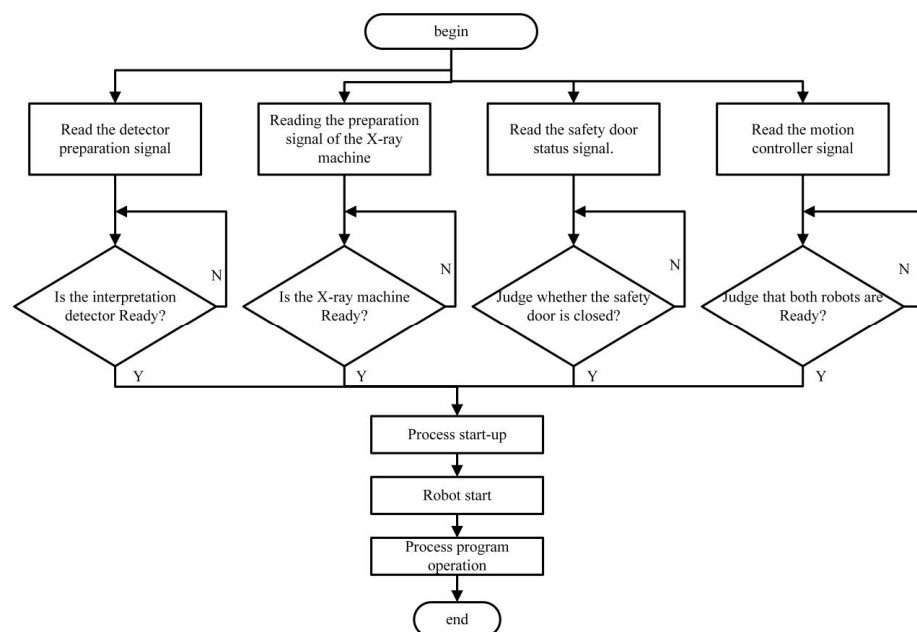 begin
Read the detector
preparation signal
Reading the preparation
signal of the X-ray
machine
Read the safety door
status signal.
Read the motion
controller signal
N
N
N
N
Is the interpretation
detector Ready?
Is the X-ray machine
Ready?
Judge whether the safety
door is closed?
Judge that both robots are
Ready?
Y
Y
Y
Y
Process start-up
Robot start
Process program
operation
end